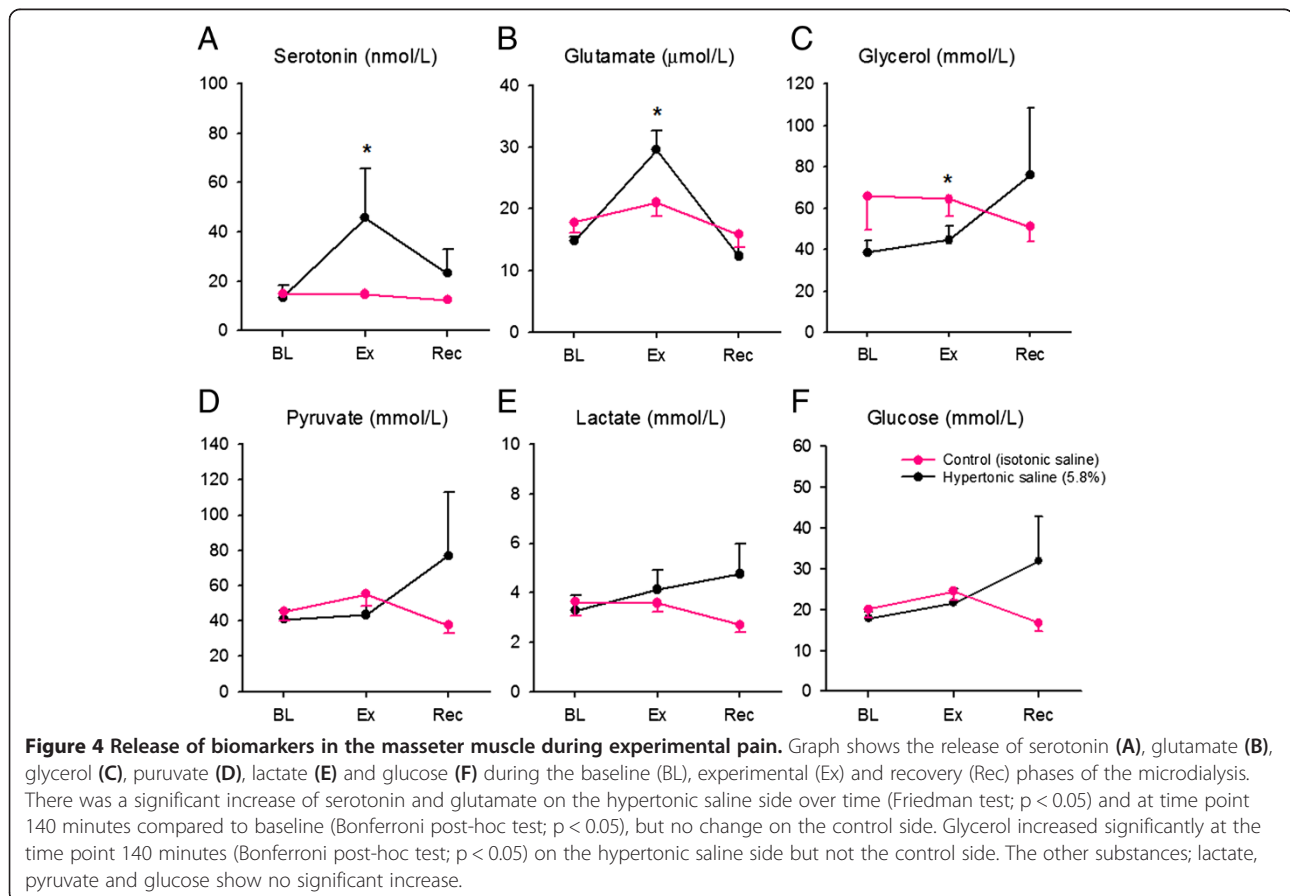 A
Serotonin (nmol/L)
100
80
60
40
20
0
*
BL Ex Rec
B
Glutamate (μmol/L)
40
30
20
10
0
*
BL Ex Rec
C
Glycerol (mmol/L)
120
100
80
60
40
20
0
*
BL Ex Rec
D
Pyruvate (mmol/L)
140
120
100
80
60
40
20
0
BL Ex Rec
E
Lactate (mmol/L)
10
8
6
4
2
0
BL Ex Rec
F
Glucose (mmol/L)
60
50
40
30
20
10
0
Control (isotonic saline)
Hypertonic saline (5.8%)
BL Ex Rec
Figure 4 Release of biomarkers in the masseter muscle during experimental pain. Graph shows the release of serotonin (A), glutamate (B),
glycerol (C), puruvate (D), lactate (E) and glucose (F) during the baseline (BL), experimental (Ex) and recovery (Rec) phases of the microdialysis.
There was a significant increase of serotonin and glutamate on the hypertonic saline side over time (Friedman test; p < 0.05) and at time point
140 minutes compared to baseline (Bonferroni post-hoc test; p < 0.05), but no change on the control side. Glycerol increased significantly at the
time point 140 minutes (Bonferroni post-hoc test; p < 0.05) on the hypertonic saline side but not the control side. The other substances; lactate,
pyruvate and glucose show no significant increase.